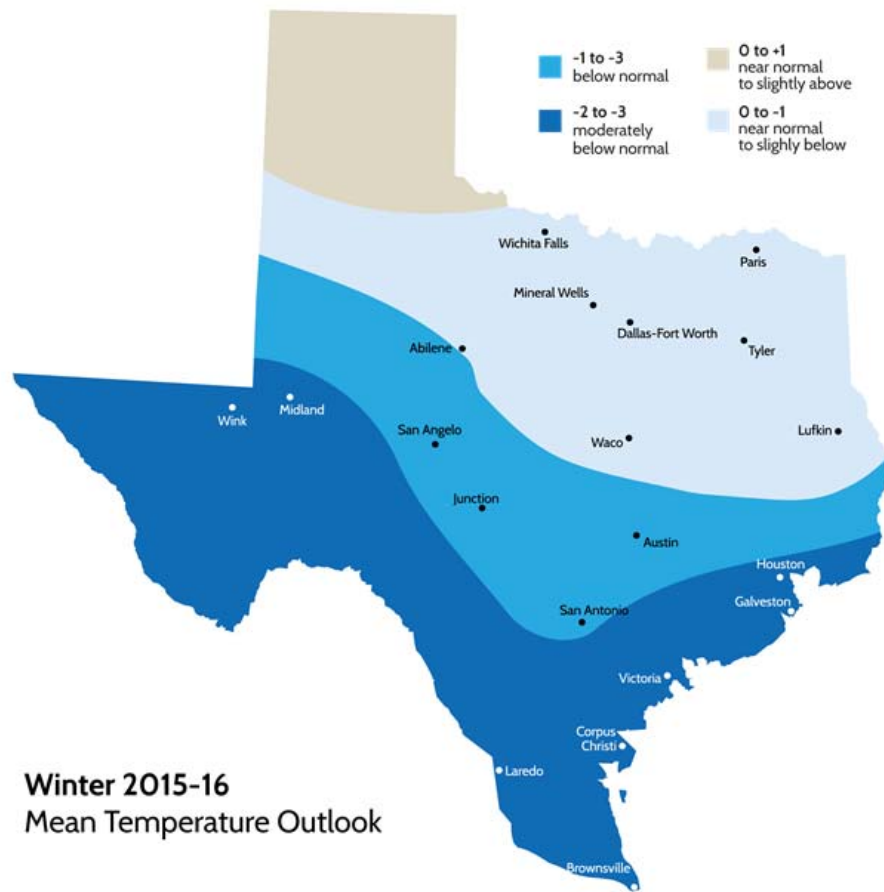 -1 to -3
below normal
0 to +1
near normal
to slightly above
-2 to -3
moderately
below normal
0 to -1
near normal
to slighly below
Wichita Falls
Paris
Mineral Wells
Dallas-Fort Worth
Abilene
Tyler
Midland
Wink
San Angelo
Waco
Lufkin
Junction
Austin
Houston
Galveston
San Antonio
Victoria
Corpus
Christi
Laredo
Winter 2015-16
Mean Temperature Outlook
Brownsville